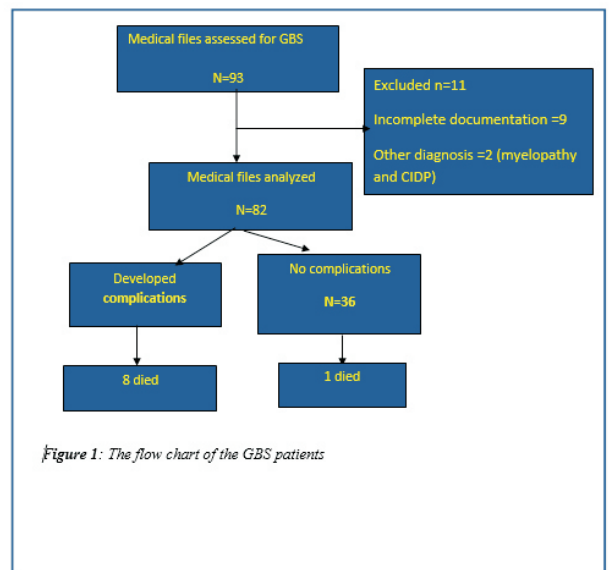 Medical files assessed for GBS
N=93
Excluded n=11
Incomplete documentation =9
Other diagnosis =2 (myelopathy
and CIDP)
Medical files analyzed
N=82
Developed
complications
No complications
N=36
8 died
1 died
Figure 1: The flow chart of the GBS patients